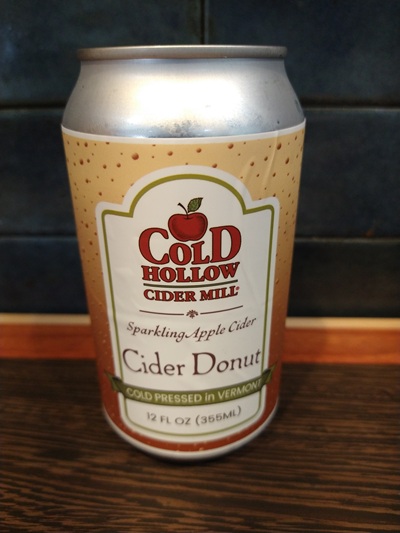 COLD
HOLLOW
CIDER MILL®
Sparkling Apple Cider
Cider Donut
COLD PRESSED in VERMONT
12 FL OZ (355ML)